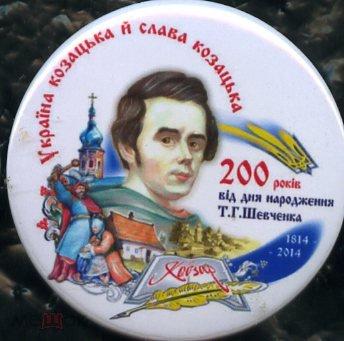 Україна козацька й слава козацька
200 років
від дня народження
Т.Г.Шевченка
1814 -
- 2014
Кобзар